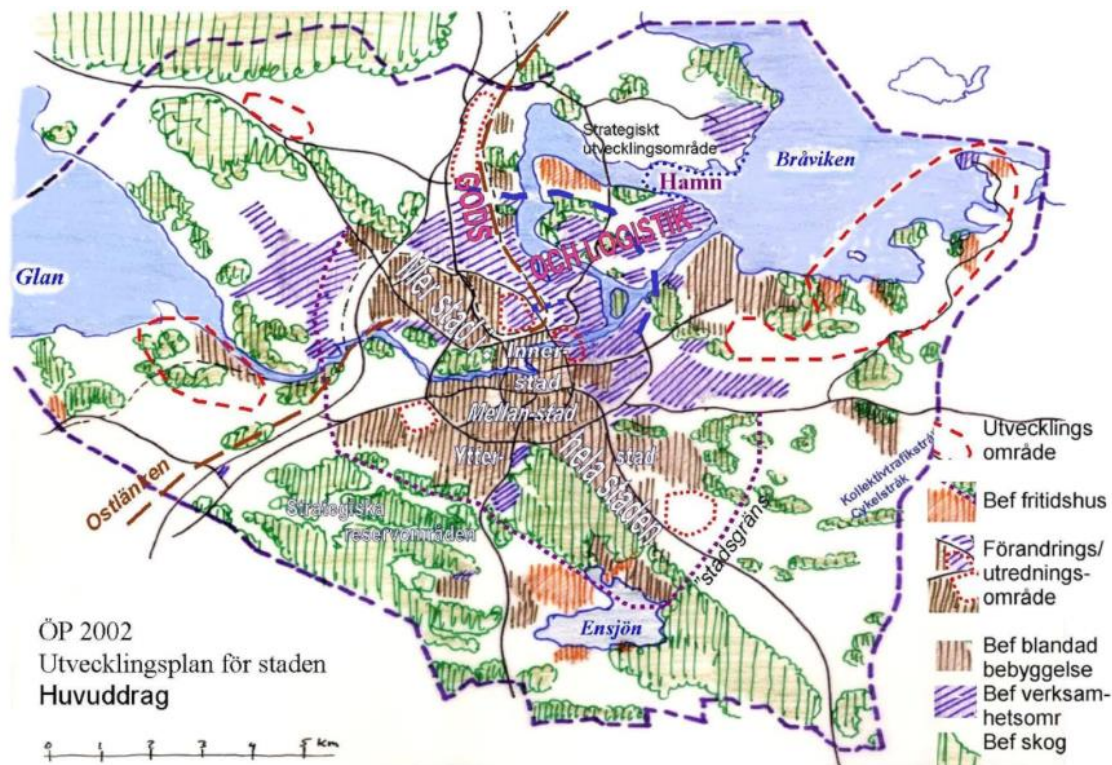 Strategiskt
utvecklingsområde
Bråviken
Hamn
GODS
OCH LOGISTIK
Glan
Mer stad i
hela staden
Inner-
stad
Mellan-stad
Ytter-
stad
Ostlänken
Strategiska
reservområden
"stadsgräns"
Ensjön
Kollektivtrafikstråk
Cykelstråk
Utvecklings
område
Bef fritidshus
Förandrings/
utrednings-
område
Bef blandad
bebyggelse
Bef verksam-
hetsomr
Bef skog
ÖP 2002
Utvecklingsplan för staden
Huvuddrag
0 1 2 3 4 5 km